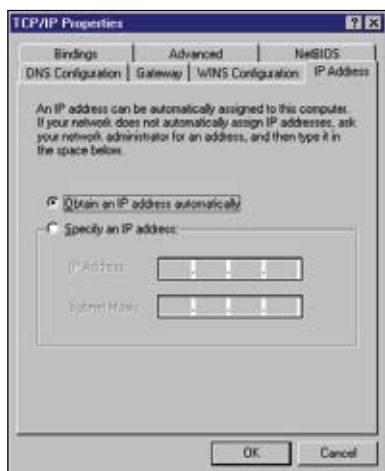 TCP/IP Properties
Bindings Advanced NetBIOS
DNS Configuration Gateway WINS Configuration IP Address
An IP address can be automatically assigned to this computer.
If your network does not automatically assign IP addresses, ask
your network administrator for an address, and then type it in
the space below.
Obtain an IP address automatically
Specify an IP address:
IP Address:
Subnet Mask:
OK Cancel